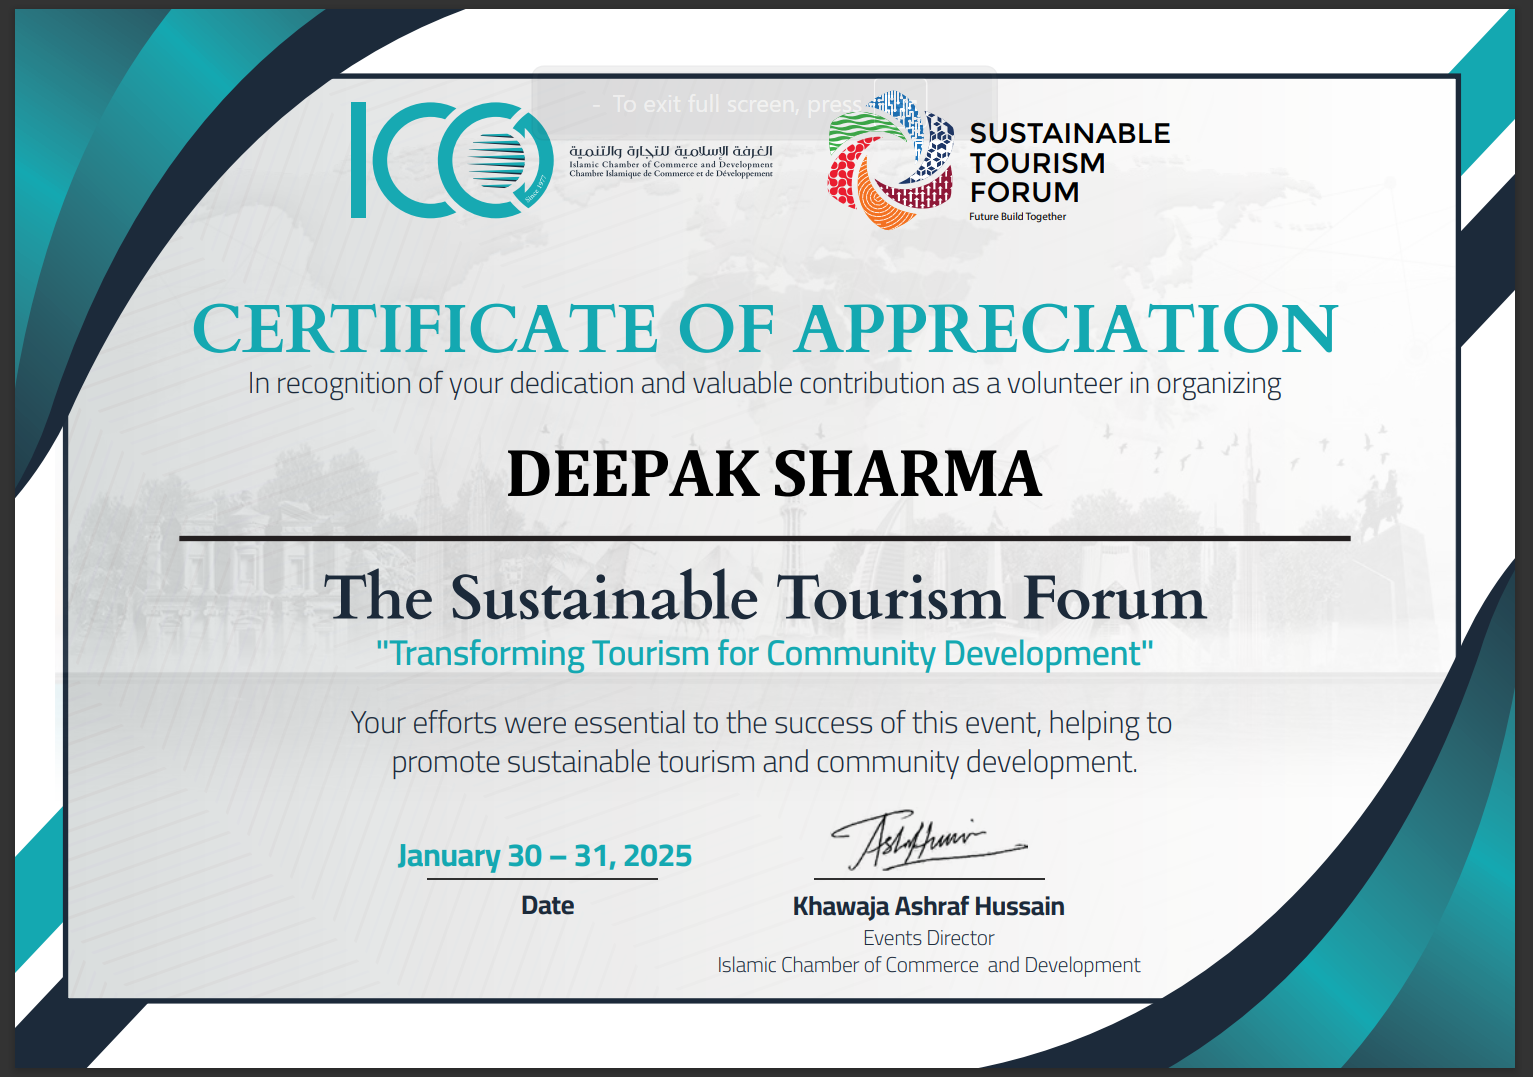 - To exit full screen, press
ICC
Since 1977
الغرفة الإسلامية للتجارة والتنمية
Islamic Chamber of Commerce and Development
Chambre Islamique de Commerce et de Développement
SUSTAINABLE
TOURISM
FORUM
Future Build Together
CERTIFICATE OF APPRECIATION
In recognition of your dedication and valuable contribution as a volunteer in organizing
DEEPAK SHARMA
The Sustainable Tourism Forum
"Transforming Tourism for Community Development"
Your efforts were essential to the success of this event, helping to
promote sustainable tourism and community development.
January 30 – 31, 2025
Date
Khawaja Ashraf Hussain
Events Director
Islamic Chamber of Commerce and Development